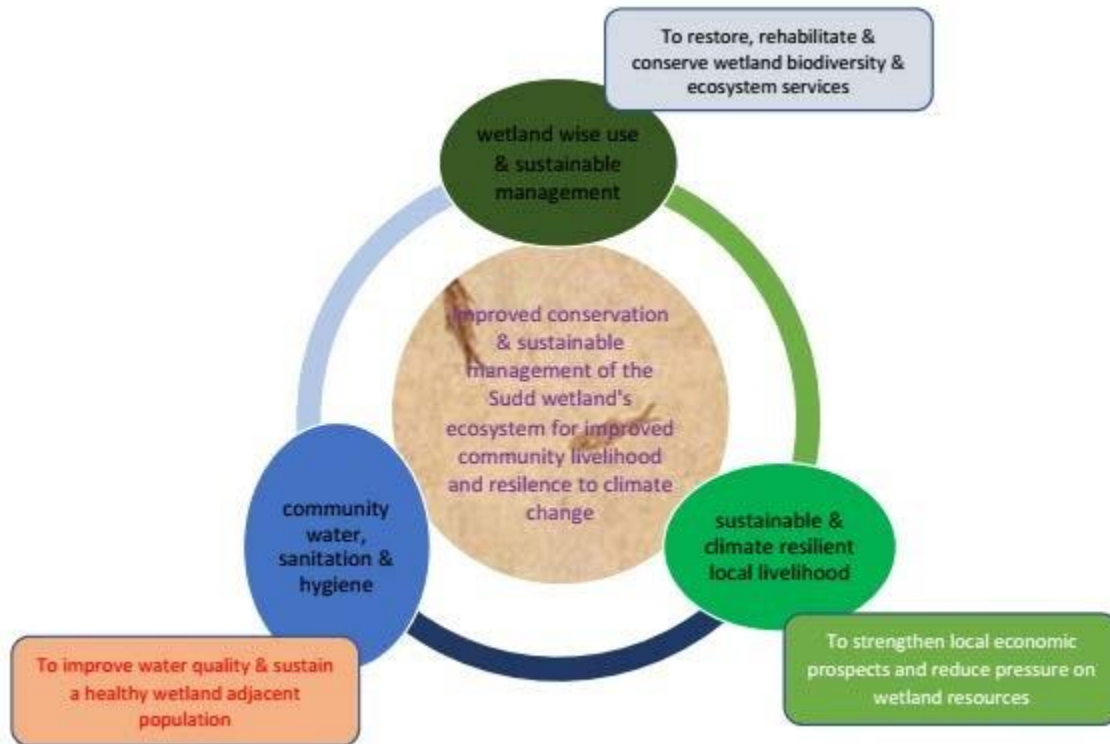 To restore, rehabilitate &
conserve wetland biodiversity &
ecosystem services
wetland wise use
& sustainable
management
improved conservation
& sustainable
management of the
Sudd wetland's
ecosystem for improved
community livelihood
and resilence to climate
change
community
water,
sanitation &
hygiene
sustainable &
climate resilient
local livelihood
To improve water quality & sustain
a healthy wetland adjacent
population
To strengthen local economic
prospects and reduce pressure on
wetland resources